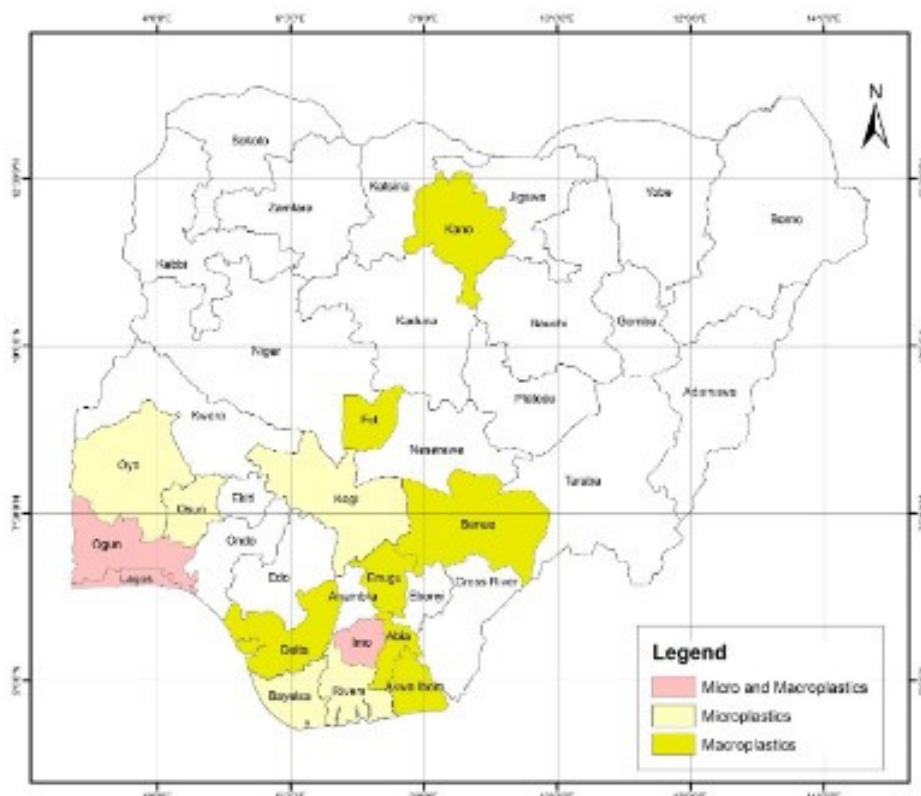 N
Sokoto
Katsina
Jigawa
Yobe
Zamfara
Borno
Kano
Kebbi
Kaduna
Bauchi
Gombe
Niger
Adamawa
Plateau
Fct
Kwara
Nasarawa
Oyo
Taraba
Kogi
Ekiti
Osun
Benue
Ogun
Ondo
Lagos
Edo
Enugu
Cross River
Anambra
Ebonyi
Imo
Abia
Delta
Akwa Ibom
Bayelsa
Rivers
Legend
Micro and Macroplastics
Microplastics
Macroplastics